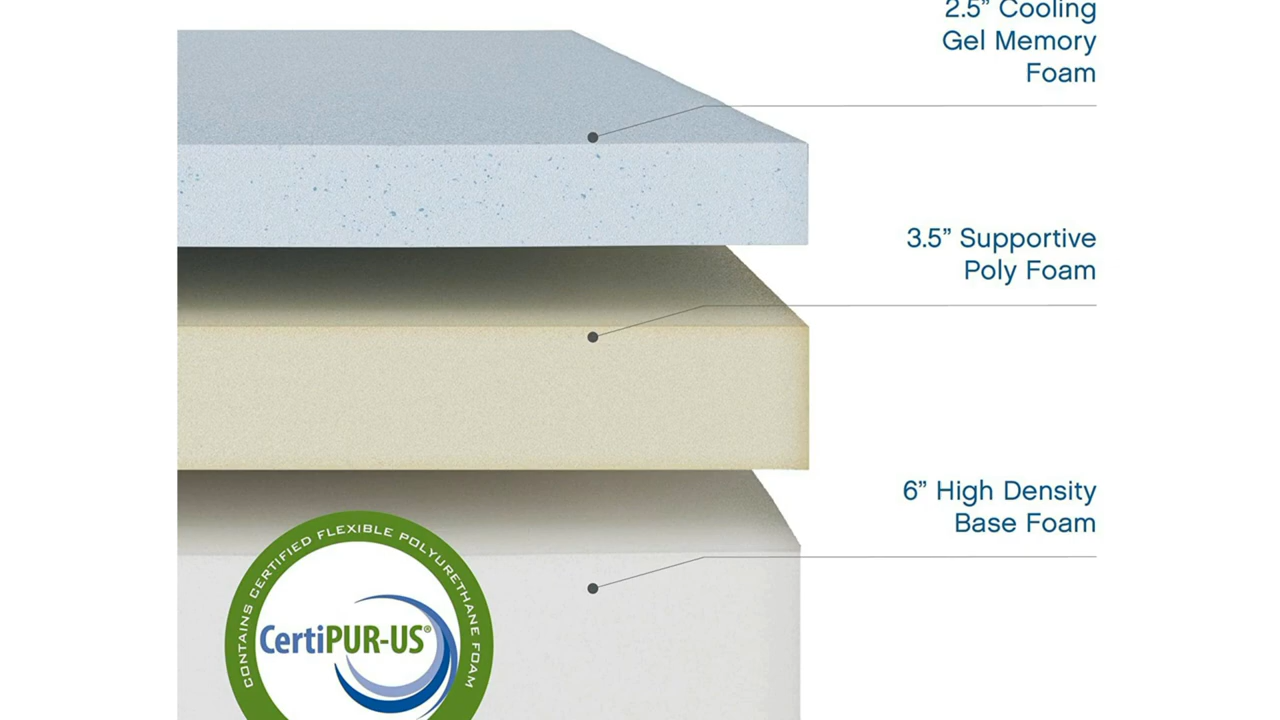 2.5” Cooling
Gel Memory
Foam
3.5” Supportive
Poly Foam
6” High Density
Base Foam
CONTAINS CERTIFIED FLEXIBLE POLYURETHANE FOAM
CertiPUR-US®